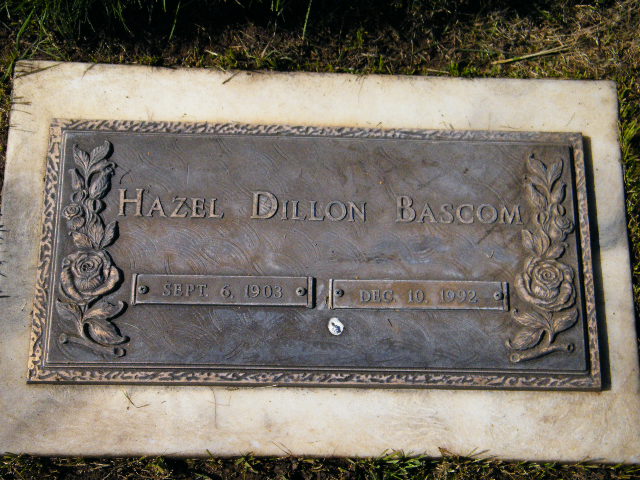 HAZEL DILLON BASCOM
SEPT. 6, 1903 DEC. 10, 1992